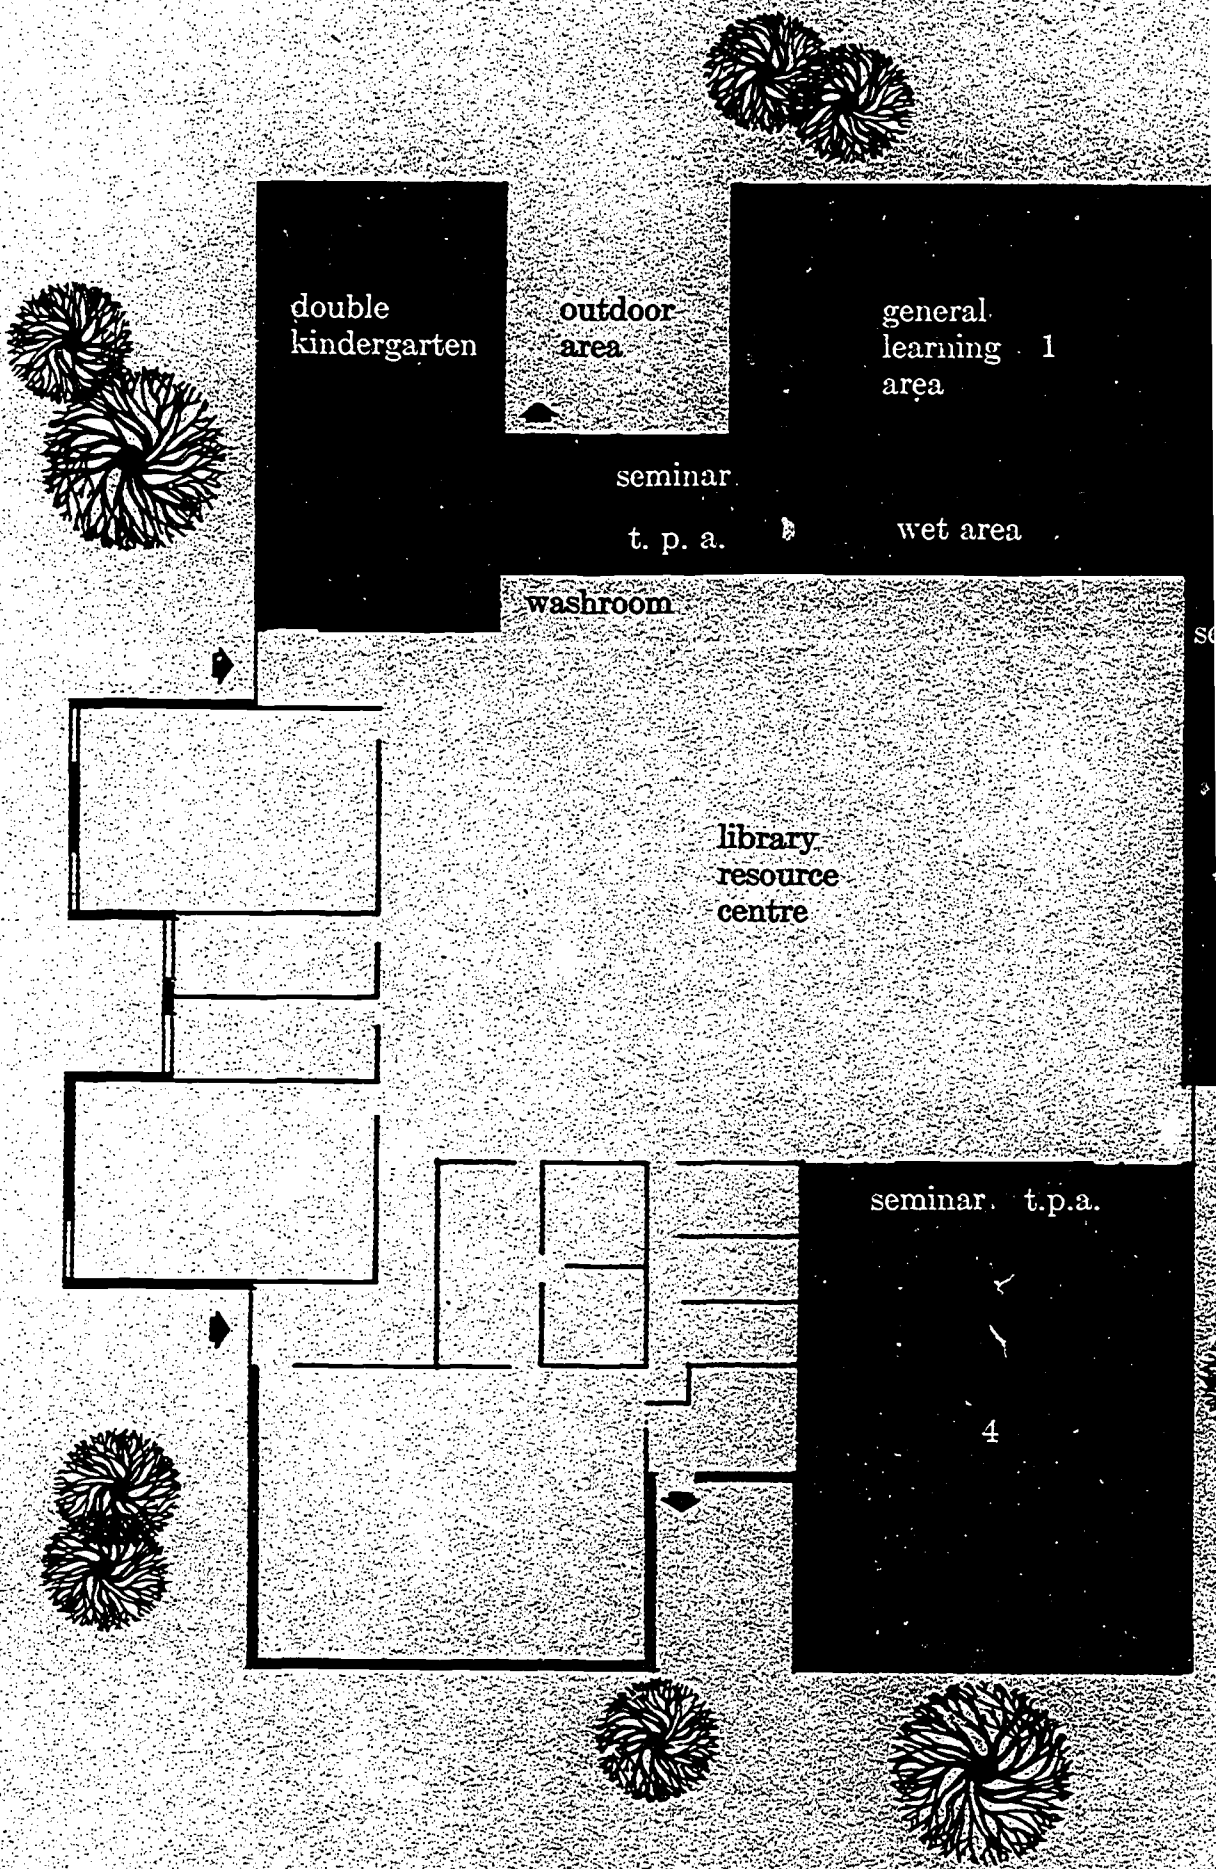 double
kindergarten
outdoor
area
general
learning 1
area
seminar
t. p. a.
wet area
washroom
library
resource
centre
seminar t.p.a.
4